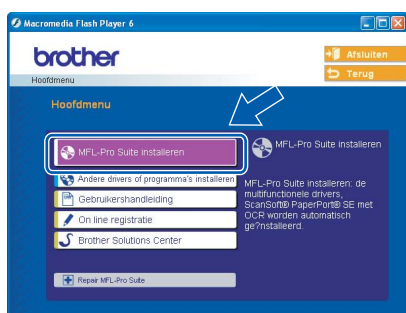 Macromedia Flash Player 6
brother
Afsluiten
Terug
Hoofdmenu
Hoofdmenu
MFL-Pro Suite installeren
Andere drivers of programma's installeren
Gebruikershandleiding
On line registratie
Brother Solutions Center
Repair MFL-Pro Suite
MFL-Pro Suite installeren
MFL-Pro Suite installeren: de
multifunctionele drivers,
ScanSoft® PaperPort® SE met
OCR worden automatisch
ge?nstalleerd.